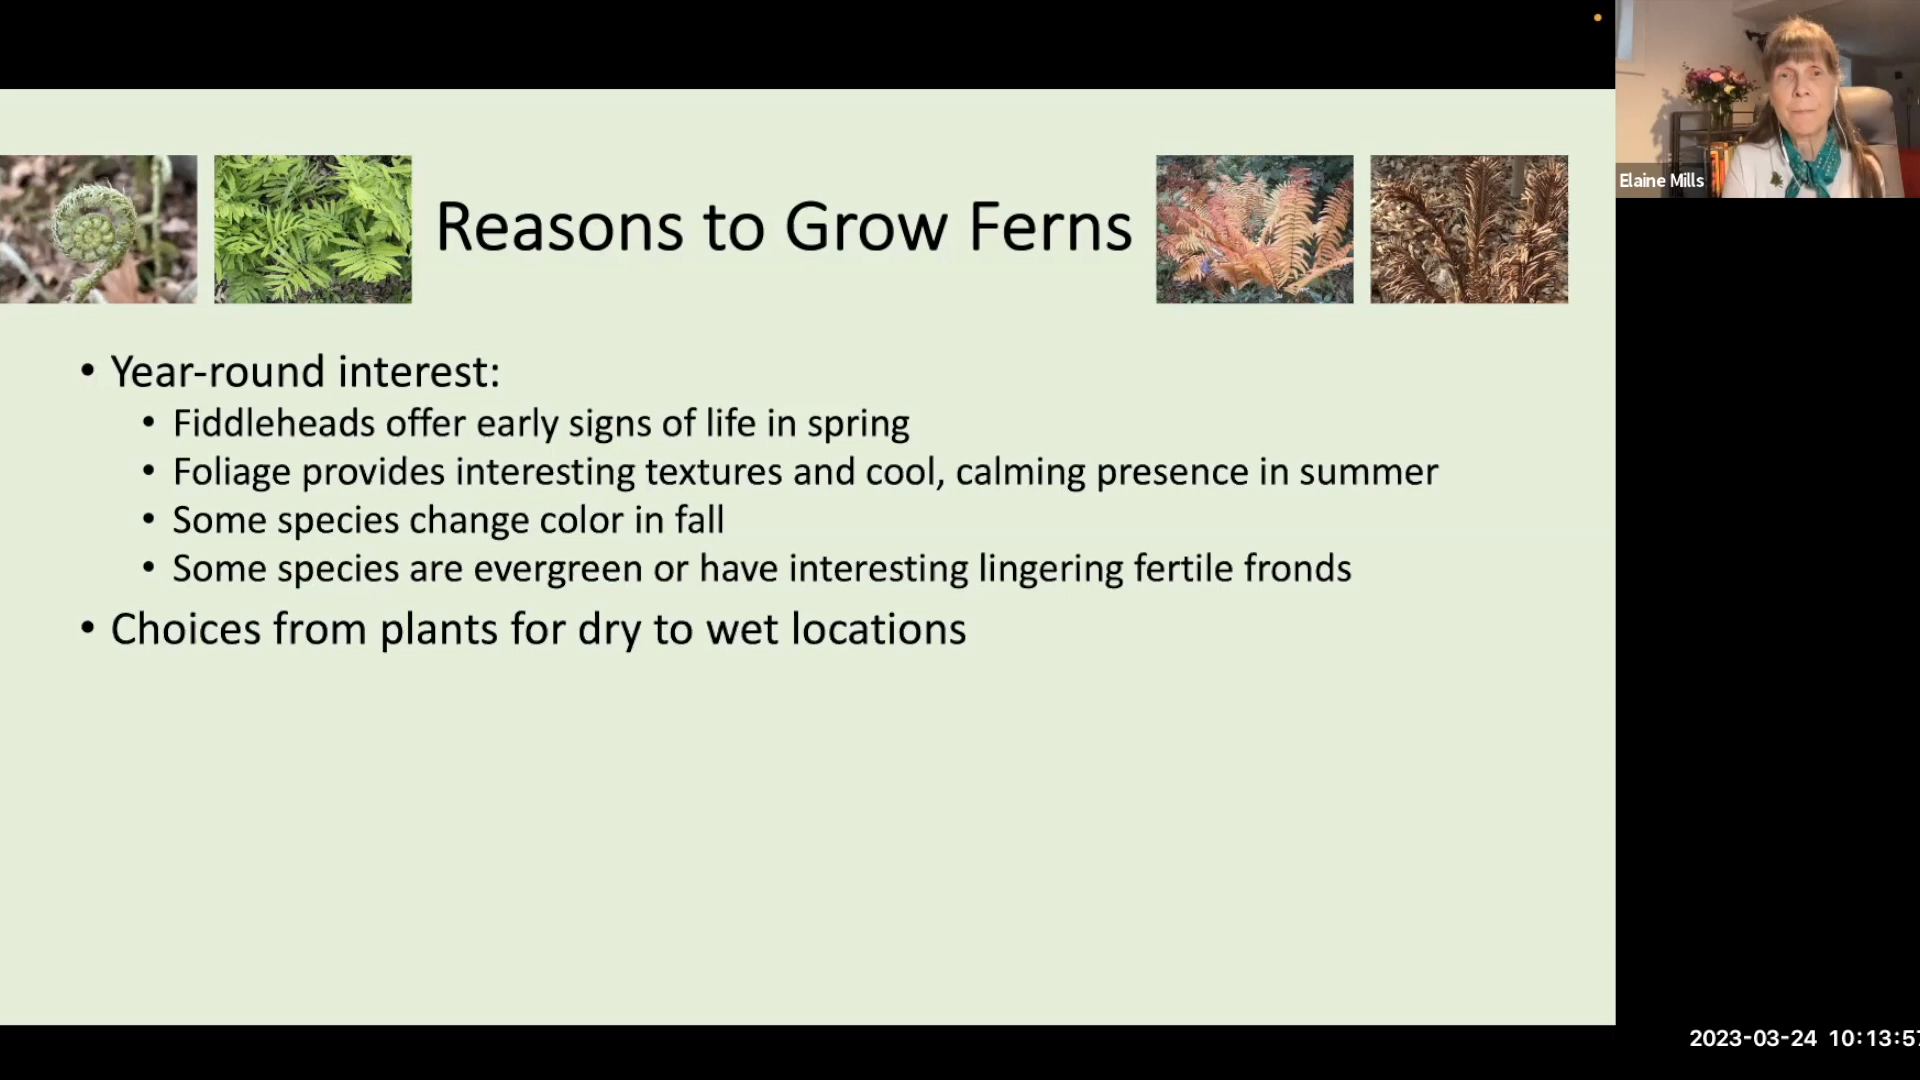 Reasons to Grow Ferns
Elaine Mills
• Year-round interest:
• Fiddleheads offer early signs of life in spring
• Foliage provides interesting textures and cool, calming presence in summer
• Some species change color in fall
• Some species are evergreen or have interesting lingering fertile fronds
• Choices from plants for dry to wet locations
2023-03-24 10:13:57